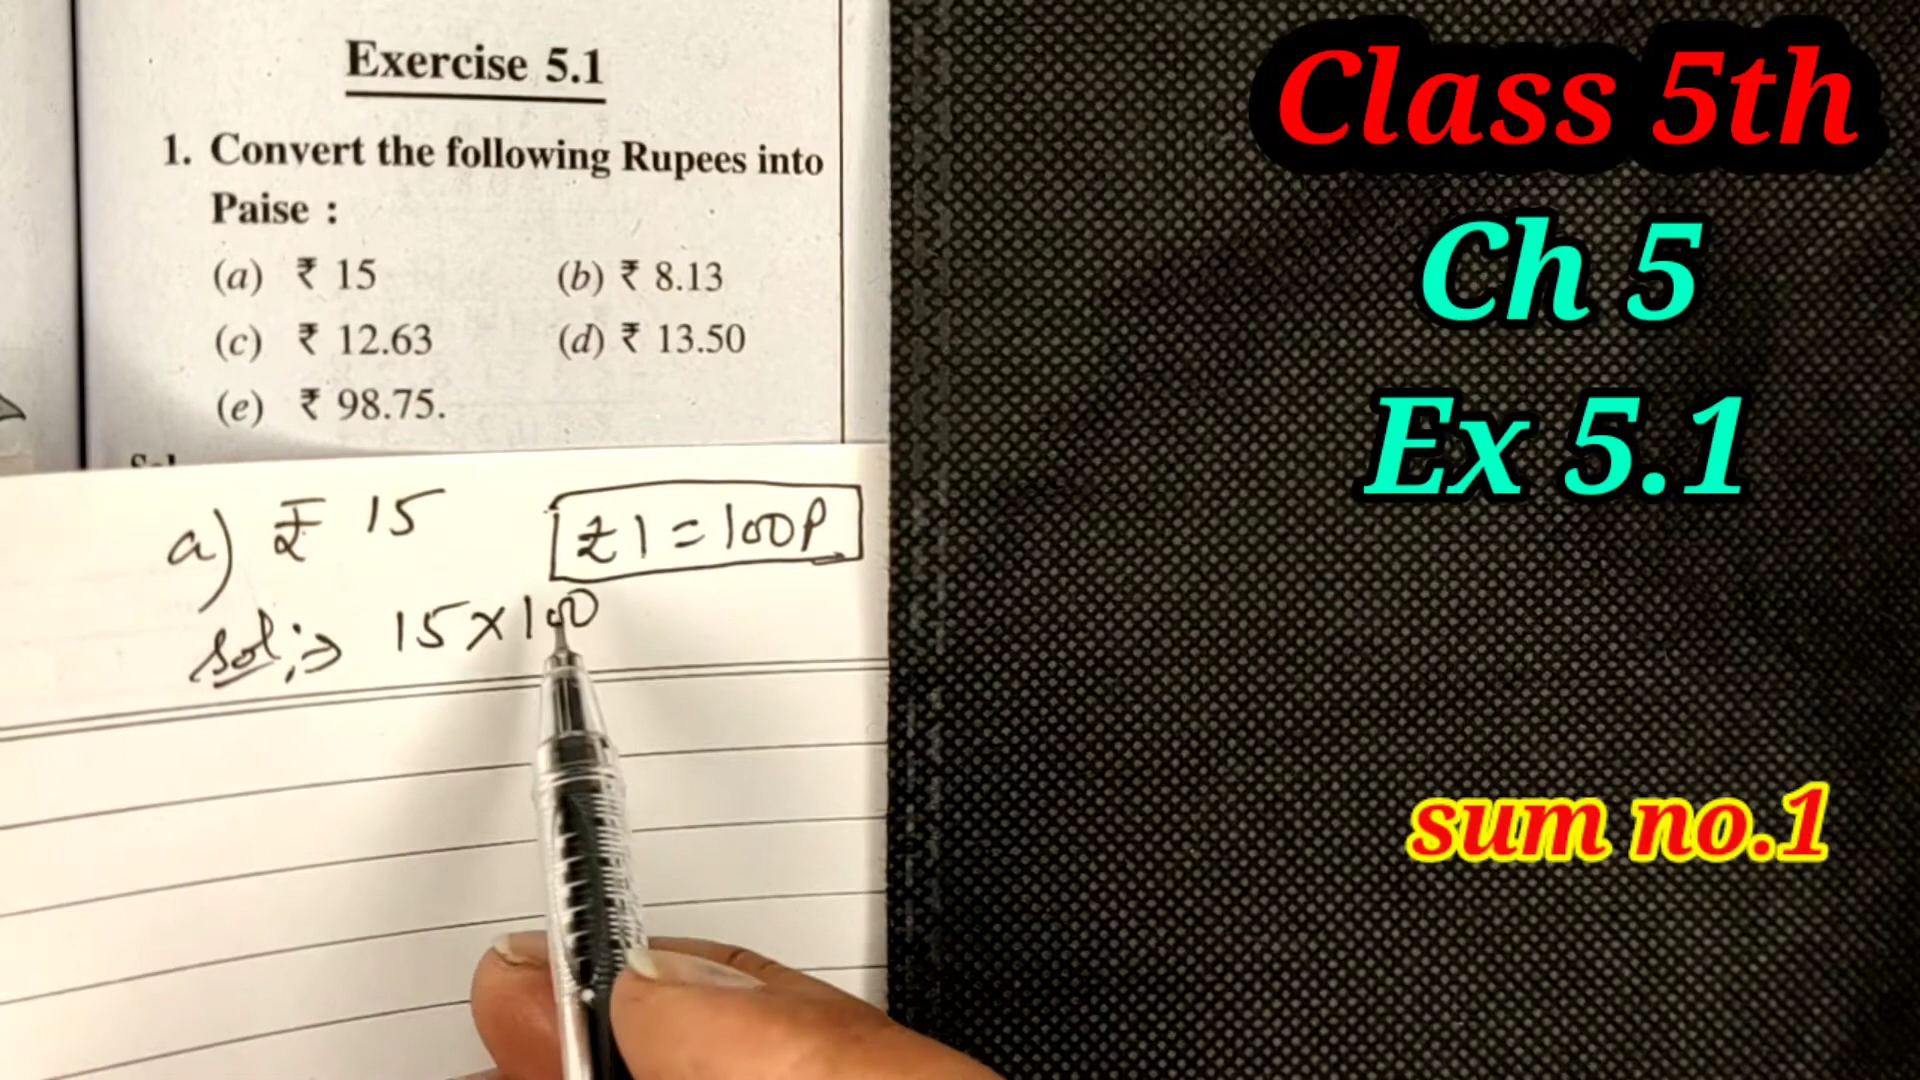 Exercise 5.1
1. Convert the following Rupees into
Paise :
(a) ₹ 15 (b) ₹ 8.13
(c) ₹ 12.63 (d) ₹ 13.50
(e) ₹ 98.75.
a) ₹ 15 ₹1 = 100P
Sol;→ 15×100
Class 5th
Ch 5
Ex 5.1
sum no.1